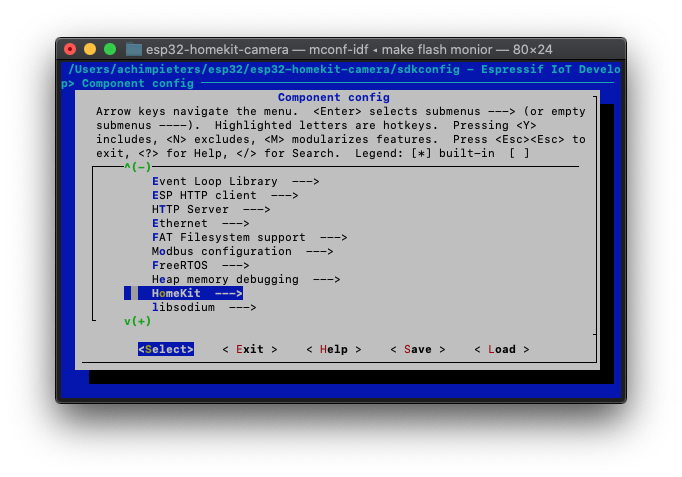 esp32-homekit-camera — mconf-idf ◂ make flash monior — 80×24
/Users/achimpieters/esp32/esp32-homekit-camera/sdkconfig - Espressif IoT Develo
p> Component config
Component config
Arrow keys navigate the menu.  <Enter> selects submenus ---> (or empty
submenus ----).  Highlighted letters are hotkeys.  Pressing <Y>
includes, <N> excludes, <M> modularizes features.  Press <Esc><Esc> to
exit, <?> for Help, </> for Search.  Legend: [*] built-in  [ ]
^(-)
Event Loop Library  --->
ESP HTTP client  --->
HTTP Server  --->
Ethernet  --->
FAT Filesystem support  --->
Modbus configuration  --->
FreeRTOS  --->
Heap memory debugging  --->
HomeKit  --->
libsodium  --->
v(+)
<Select>    < Exit >    < Help >    < Save >    < Load >